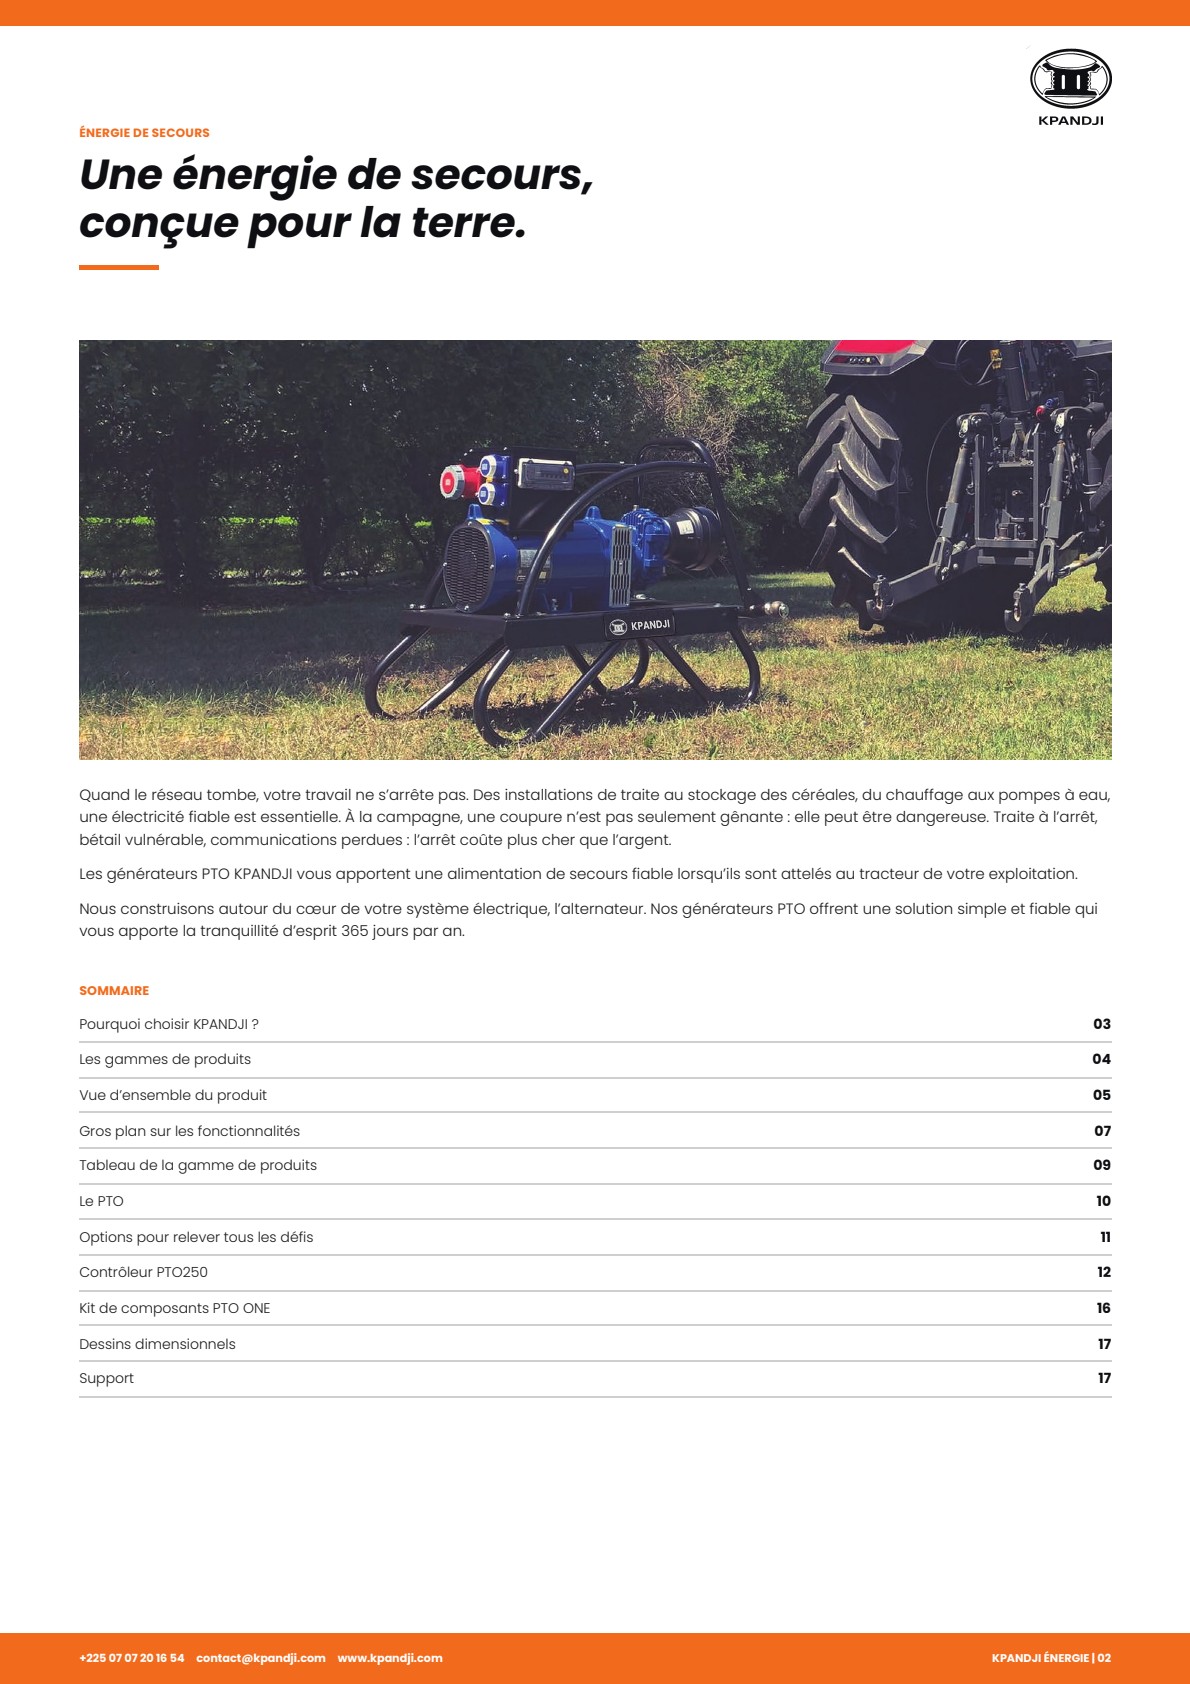 KPANDJI
ÉNERGIE DE SECOURS
Une énergie de secours,
conçue pour la terre.
KPANDJI
Quand le réseau tombe, votre travail ne s’arrête pas. Des installations de traite au stockage des céréales, du chauffage aux pompes à eau,
une électricité fiable est essentielle. À la campagne, une coupure n’est pas seulement gênante : elle peut être dangereuse. Traite à l’arrêt,
bétail vulnérable, communications perdues : l’arrêt coûte plus cher que l’argent.
Les générateurs PTO KPANDJI vous apportent une alimentation de secours fiable lorsqu’ils sont attelés au tracteur de votre exploitation.
Nous construisons autour du cœur de votre système électrique, l’alternateur. Nos générateurs PTO offrent une solution simple et fiable qui
vous apporte la tranquillité d’esprit 365 jours par an.
SOMMAIRE
Pourquoi choisir KPANDJI ? 03
Les gammes de produits 04
Vue d’ensemble du produit 05
Gros plan sur les fonctionnalités 07
Tableau de la gamme de produits 09
Le PTO 10
Options pour relever tous les défis 11
Contrôleur PTO250 12
Kit de composants PTO ONE 16
Dessins dimensionnels 17
Support 17
+225 07 07 20 16 54 contact@kpandji.com www.kpandji.com KPANDJI ÉNERGIE | 02